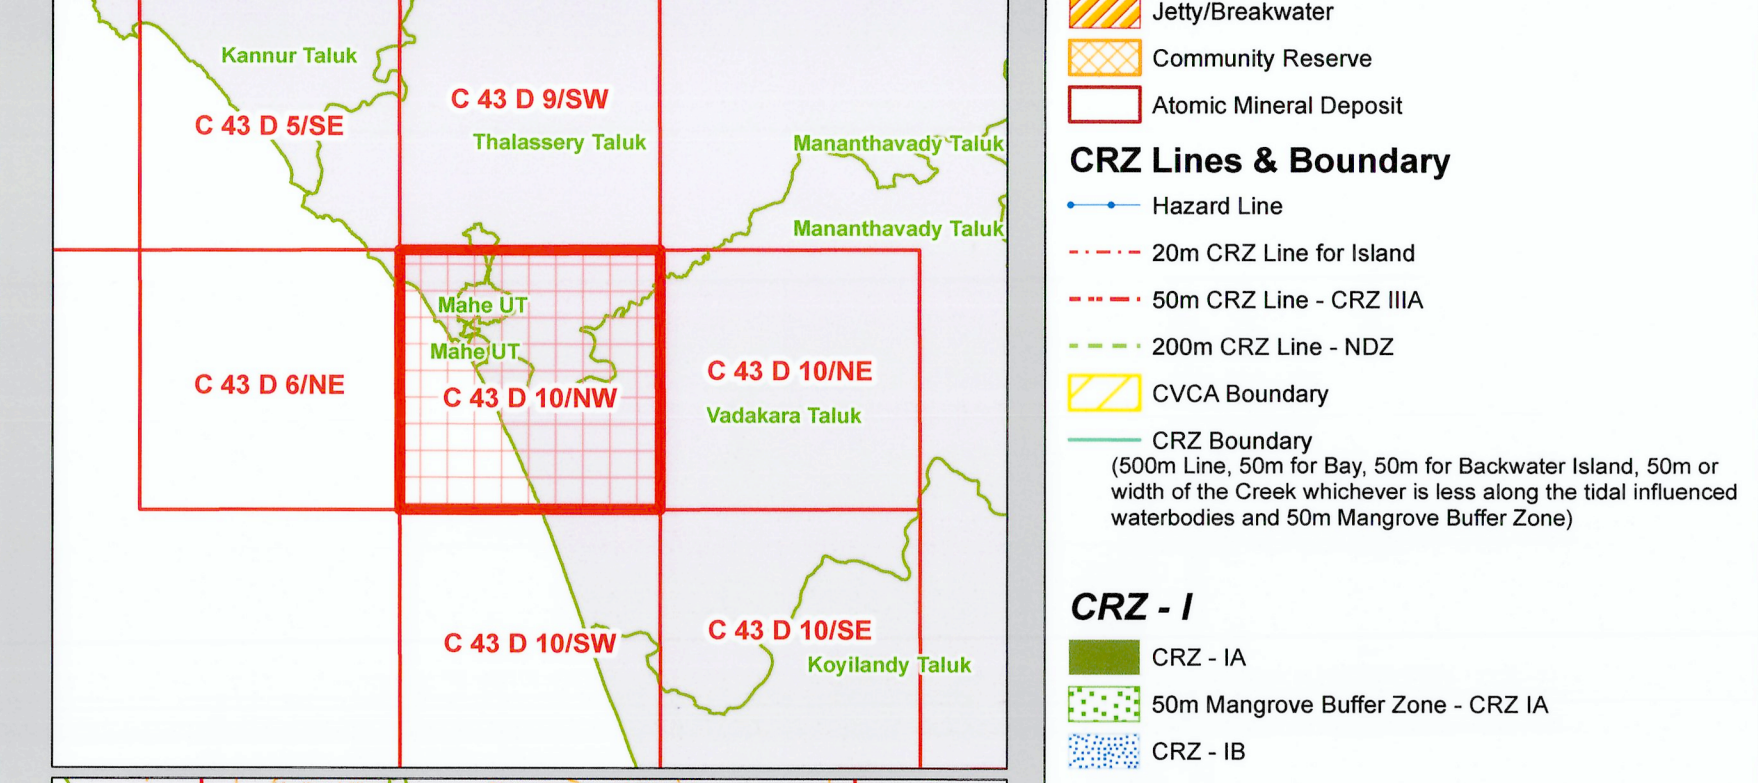 Kannur Taluk
C 43 D 9/SW
C 43 D 5/SE
Thalassery Taluk
Mananthavady Taluk
Mananthavady Taluk
Mahe UT
Mahe UT
C 43 D 6/NE
C 43 D 10/NW
C 43 D 10/NE
Vadakara Taluk
C 43 D 10/SW
C 43 D 10/SE
Koyilandy Taluk
Jetty/Breakwater
Community Reserve
Atomic Mineral Deposit
CRZ Lines & Boundary
Hazard Line
20m CRZ Line for Island
50m CRZ Line - CRZ IIIA
200m CRZ Line - NDZ
CVCA Boundary
CRZ Boundary
(500m Line, 50m for Bay, 50m for Backwater Island, 50m or
width of the Creek whichever is less along the tidal influenced
waterbodies and 50m Mangrove Buffer Zone)
CRZ - I
CRZ - IA
50m Mangrove Buffer Zone - CRZ IA
CRZ - IB